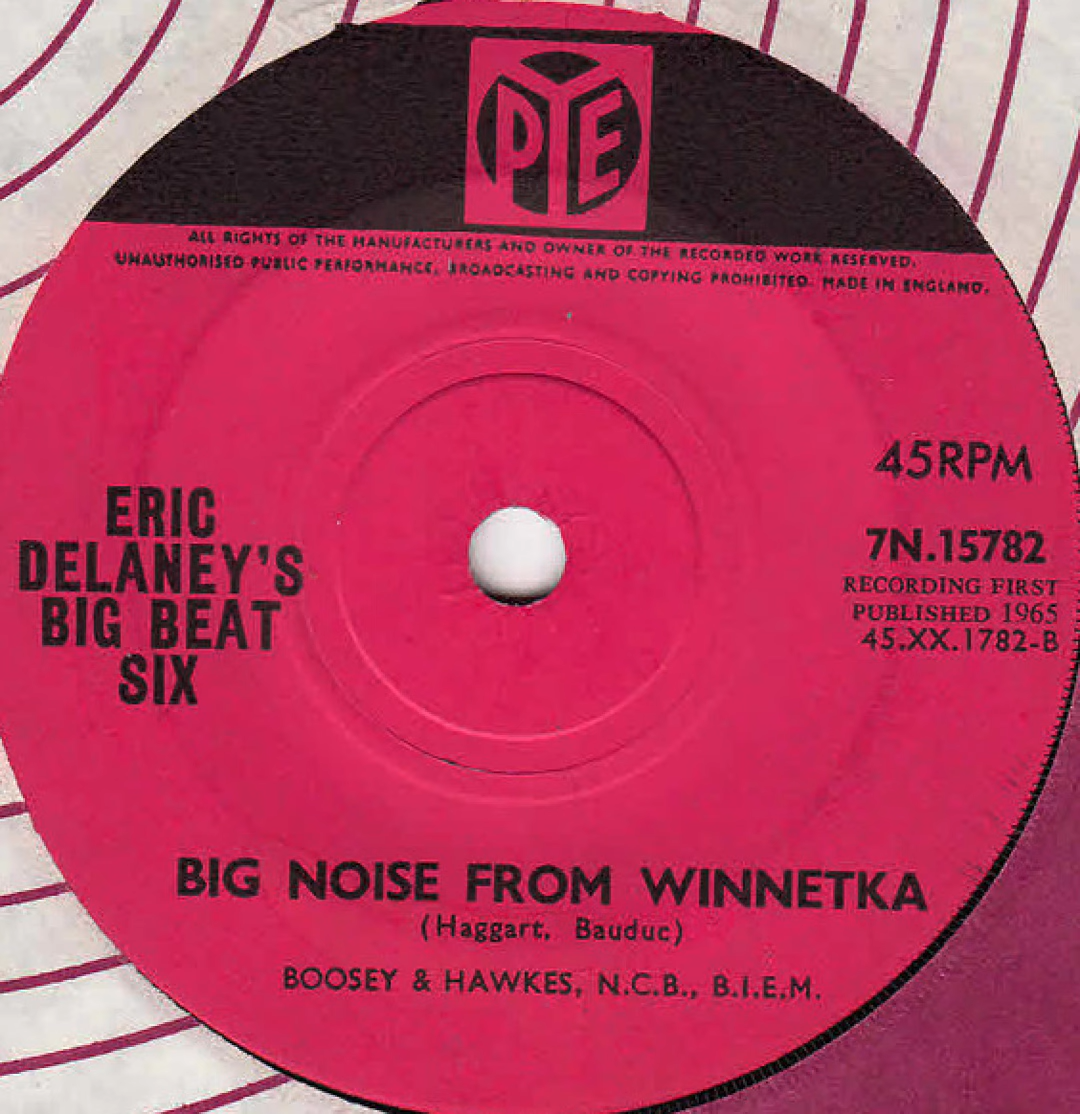 PYE
ALL RIGHTS OF THE MANUFACTURERS AND OWNER OF THE RECORDED WORK RESERVED.
UNAUTHORISED PUBLIC PERFORMANCE, BROADCASTING AND COPYING PROHIBITED. MADE IN ENGLAND.
45RPM
ERIC
DELANEY'S
BIG BEAT
SIX
7N.15782
RECORDING FIRST
PUBLISHED 1965
45.XX.1782-B
BIG NOISE FROM WINNETKA
(Haggart, Bauduc)
BOOSEY & HAWKES, N.C.B., B.I.E.M.